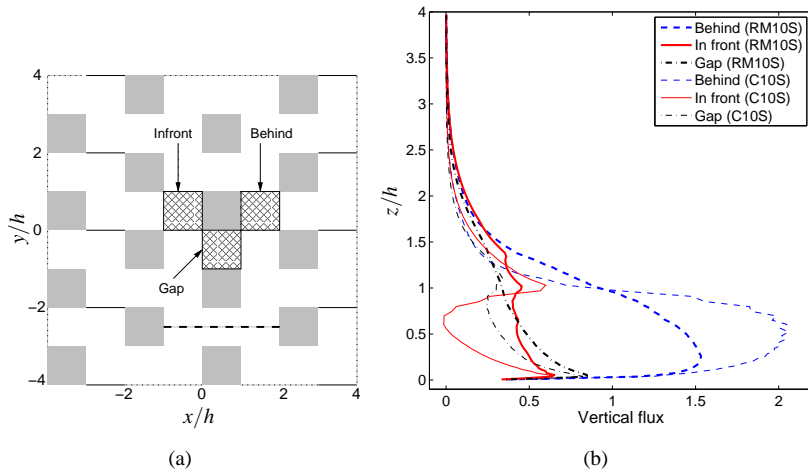 4
2
0
−2
−4
y/h
Infront
Behind
Gap
−2
0
2
4
x/h
(a)
4
3.5
3
2.5
2
1.5
1
0.5
0
z/h
Behind (RM10S)
In front (RM10S)
Gap (RM10S)
Behind (C10S)
In front (C10S)
Gap (C10S)
0
0.5
1
1.5
2
Vertical flux
(b)